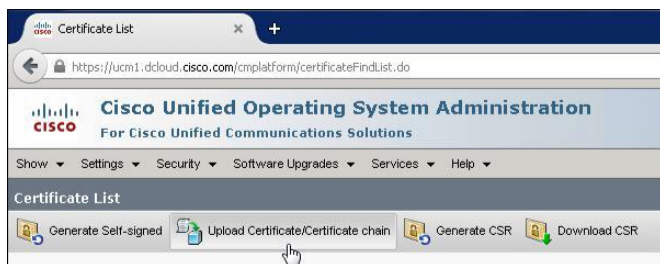 Certificate List × +
https://ucm1.dcloud.cisco.com/cmplatform/certificateFindList.do
CISCO
Cisco Unified Operating System Administration
For Cisco Unified Communications Solutions
Show Settings Security Software Upgrades Services Help
Certificate List
Generate Self-signed Upload Certificate/Certificate chain Generate CSR Download CSR